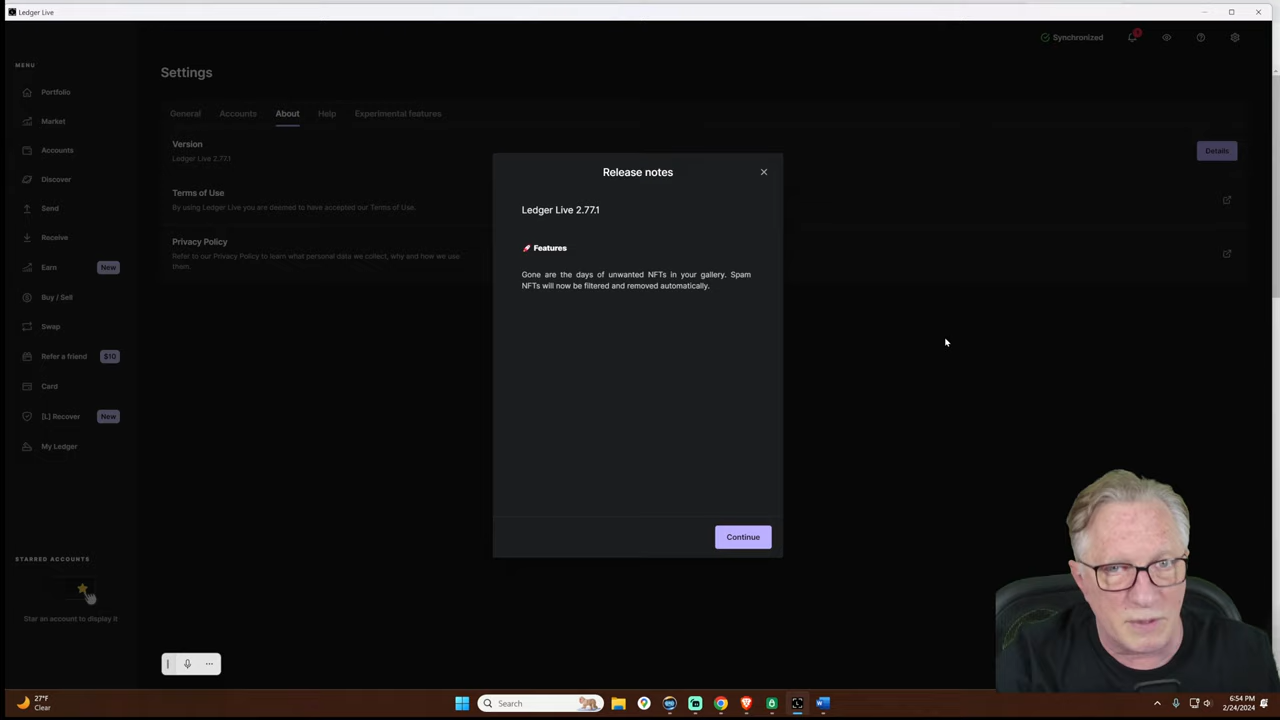 Ledger Live
Synchronized
MENU
Portfolio
Market
Accounts
Discover
Send
Receive
Earn New
Buy / Sell
Swap
Refer a friend $10
Card
[L] Recover New
My Ledger
STARRED ACCOUNTS
Star an account to display it
Settings
General Accounts About Help Experimental features
Version
Ledger Live 2.77.1
Details
Terms of Use
By using Ledger Live you are deemed to have accepted our Terms of Use.
Privacy Policy
Refer to our Privacy Policy to learn what personal data we collect, why and how we use
them.
Release notes
Ledger Live 2.77.1
🚀 Features
Gone are the days of unwanted NFTs in your gallery. Spam
NFTs will now be filtered and removed automatically.
Continue
27°F
Clear
Search
6:54 PM
2/24/2024